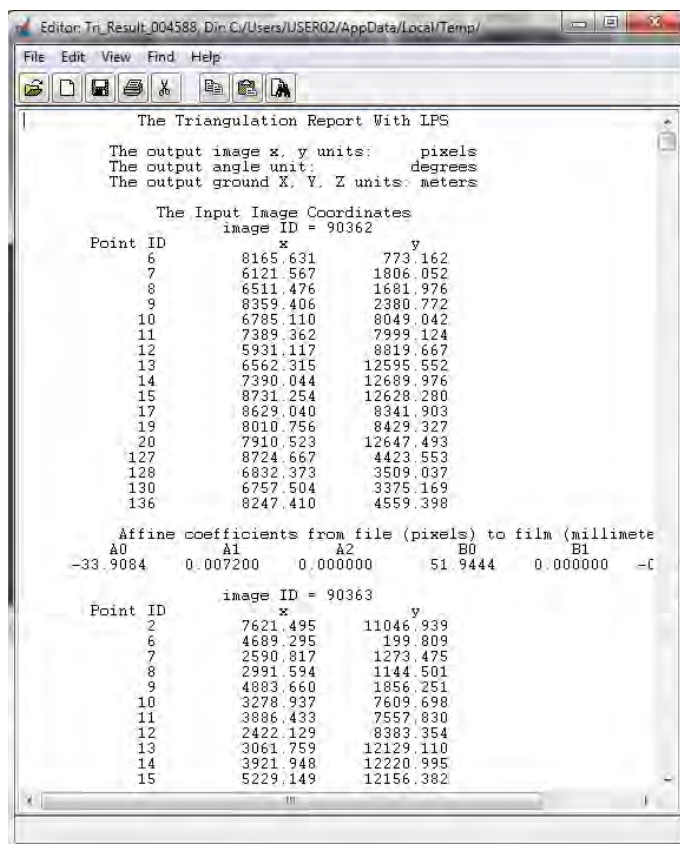 Editor: Tri_Result_004588, Dir: C:/Users/USER02/AppData/Local/Temp/
File Edit View Find Help
The Triangulation Report With LPS
The output image x, y units: pixels
The output angle unit: degrees
The output ground X, Y, Z units: meters
The Input Image Coordinates
image ID = 90362
Point ID x y
6 8165.631 773.162
7 6121.567 1806.052
8 6511.476 1681.976
9 8359.406 2380.772
10 6785.110 8049.042
11 7389.362 7999.124
12 5931.117 8819.667
13 6562.315 12595.552
14 7390.044 12689.976
15 8731.254 12628.280
17 8629.040 8341.903
19 8010.756 8429.327
20 7910.523 12647.493
127 8724.667 4423.553
128 6832.373 3509.037
130 6757.504 3375.169
136 8247.410 4559.398
Affine coefficients from file (pixels) to film (millimete
A0 A1 A2 B0 B1
-33.9084 0.007200 0.000000 51.9444 0.000000 -0
image ID = 90363
Point ID x y
2 7621.495 11046.939
6 4689.295 199.809
7 2590.817 1273.475
8 2991.594 1144.501
9 4883.660 1856.251
10 3278.937 7609.698
11 3886.433 7557.830
12 2422.129 8383.354
13 3061.759 12129.110
14 3921.948 12220.995
15 5229.149 12156.382